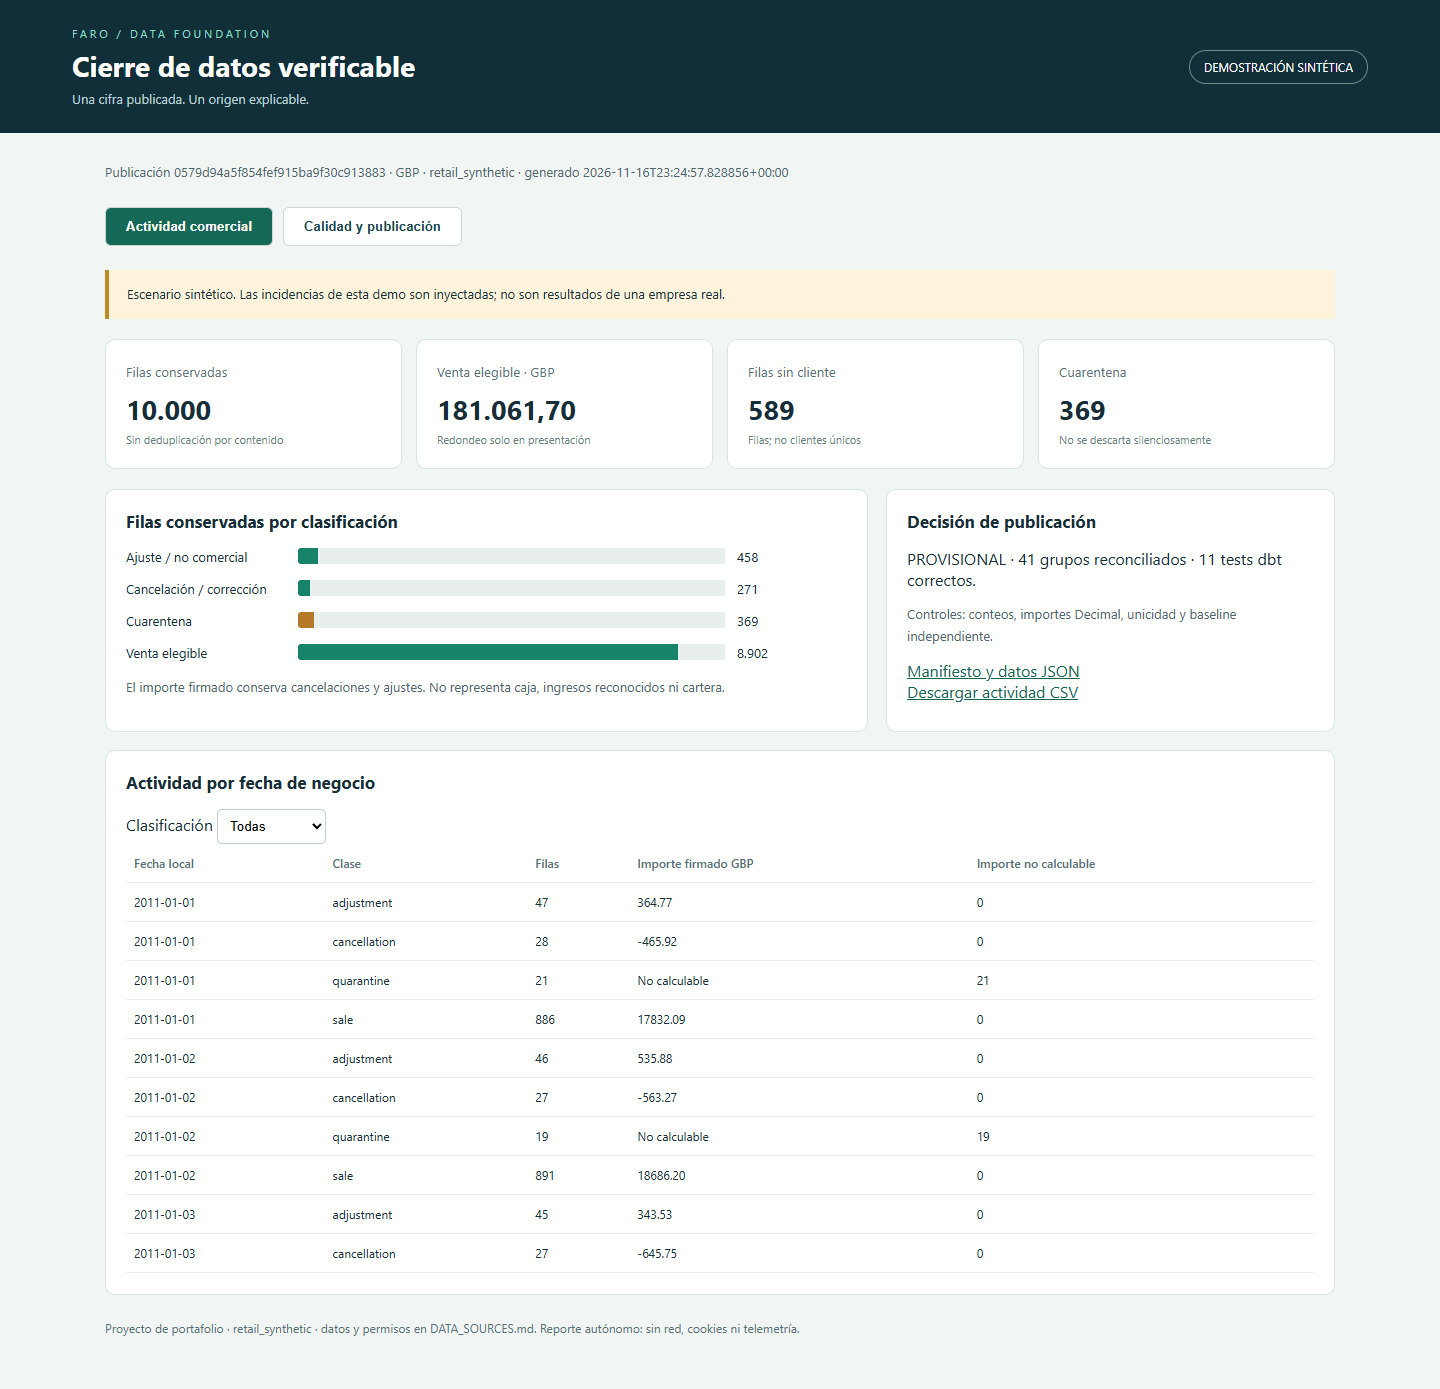 FARO / DATA FOUNDATION
Cierre de datos verificable
Una cifra publicada. Un origen explicable.
DEMOSTRACIÓN SINTÉTICA
Publicación 0579d94a5f854fef915ba9f30c913883 · GBP · retail_synthetic · generado 2026-11-16T23:24:57.828856+00:00
Actividad comercial
Calidad y publicación
Escenario sintético. Las incidencias de esta demo son inyectadas; no son resultados de una empresa real.
Filas conservadas
10.000
Sin deduplicación por contenido
Venta elegible · GBP
181.061,70
Redondeo solo en presentación
Filas sin cliente
589
Filas; no clientes únicos
Cuarentena
369
No se descarta silenciosamente
Filas conservadas por clasificación
Ajuste / no comercial 458
Cancelación / corrección 271
Cuarentena 369
Venta elegible 8.902
El importe firmado conserva cancelaciones y ajustes. No representa caja, ingresos reconocidos ni cartera.
Decisión de publicación
PROVISIONAL · 41 grupos reconciliados · 11 tests dbt
correctos.
Controles: conteos, importes Decimal, unicidad y baseline
independiente.
Manifiesto y datos JSON
Descargar actividad CSV
Actividad por fecha de negocio
Clasificación Todas
Fecha local Clase Filas Importe firmado GBP Importe no calculable
2011-01-01 adjustment 47 364.77 0
2011-01-01 cancellation 28 -465.92 0
2011-01-01 quarantine 21 No calculable 21
2011-01-01 sale 886 17832.09 0
2011-01-02 adjustment 46 535.88 0
2011-01-02 cancellation 27 -563.27 0
2011-01-02 quarantine 19 No calculable 19
2011-01-02 sale 891 18686.20 0
2011-01-03 adjustment 45 343.53 0
2011-01-03 cancellation 27 -645.75 0
Proyecto de portafolio · retail_synthetic · datos y permisos en DATA_SOURCES.md. Reporte autónomo: sin red, cookies ni telemetría.